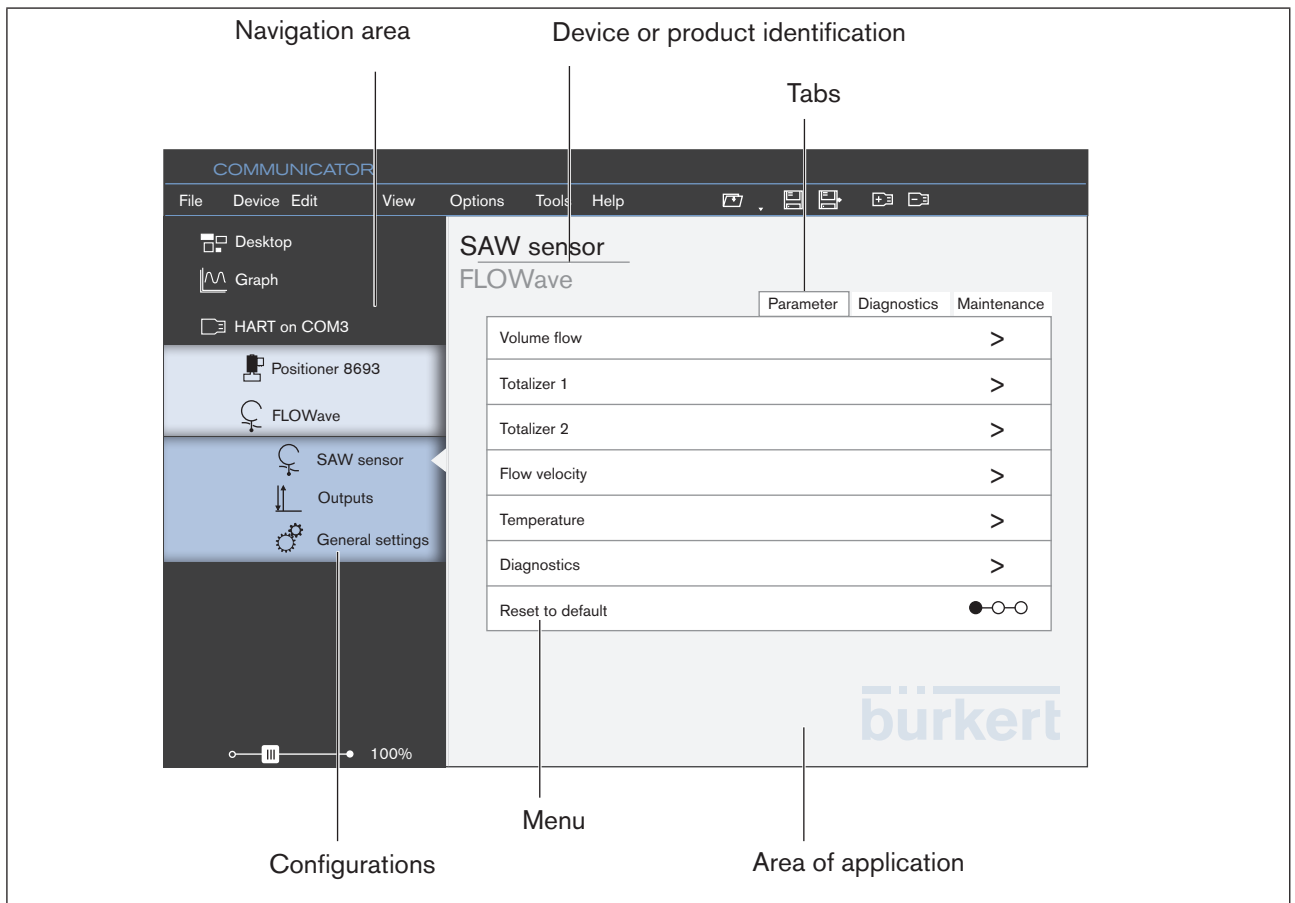 Navigation area
Device or product identification
Tabs
COMMUNICATOR
File Device Edit View Options Tools Help
Desktop
Graph
HART on COM3
Positioner 8693
FLOWave
SAW sensor
Outputs
General settings
100%
SAW sensor
FLOWave
Parameter Diagnostics Maintenance
Volume flow >
Totalizer 1 >
Totalizer 2 >
Flow velocity >
Temperature >
Diagnostics >
Reset to default
bürkert
Menu
Configurations
Area of application